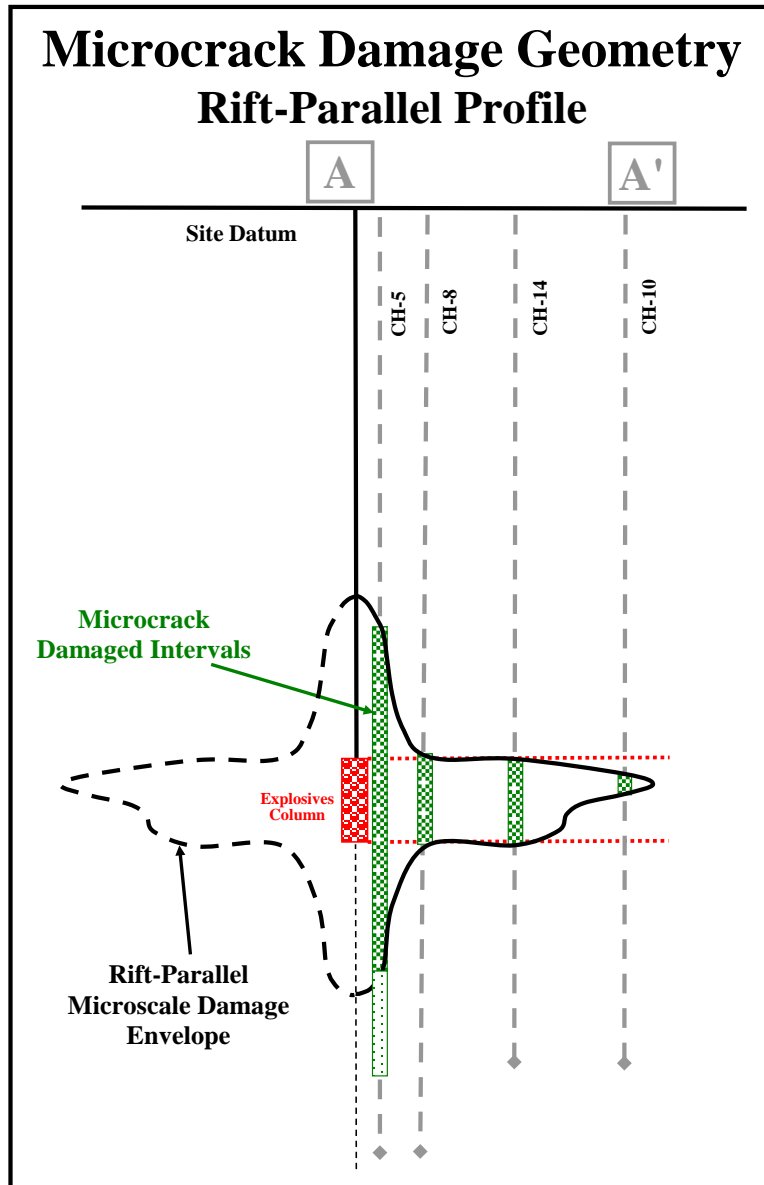 Microcrack Damage Geometry
Rift-Parallel Profile
A
A'
Site Datum
CH-5
CH-8
CH-14
CH-10
Microcrack
Damaged Intervals
Explosives
Column
Rift-Parallel
Microscale Damage
Envelope